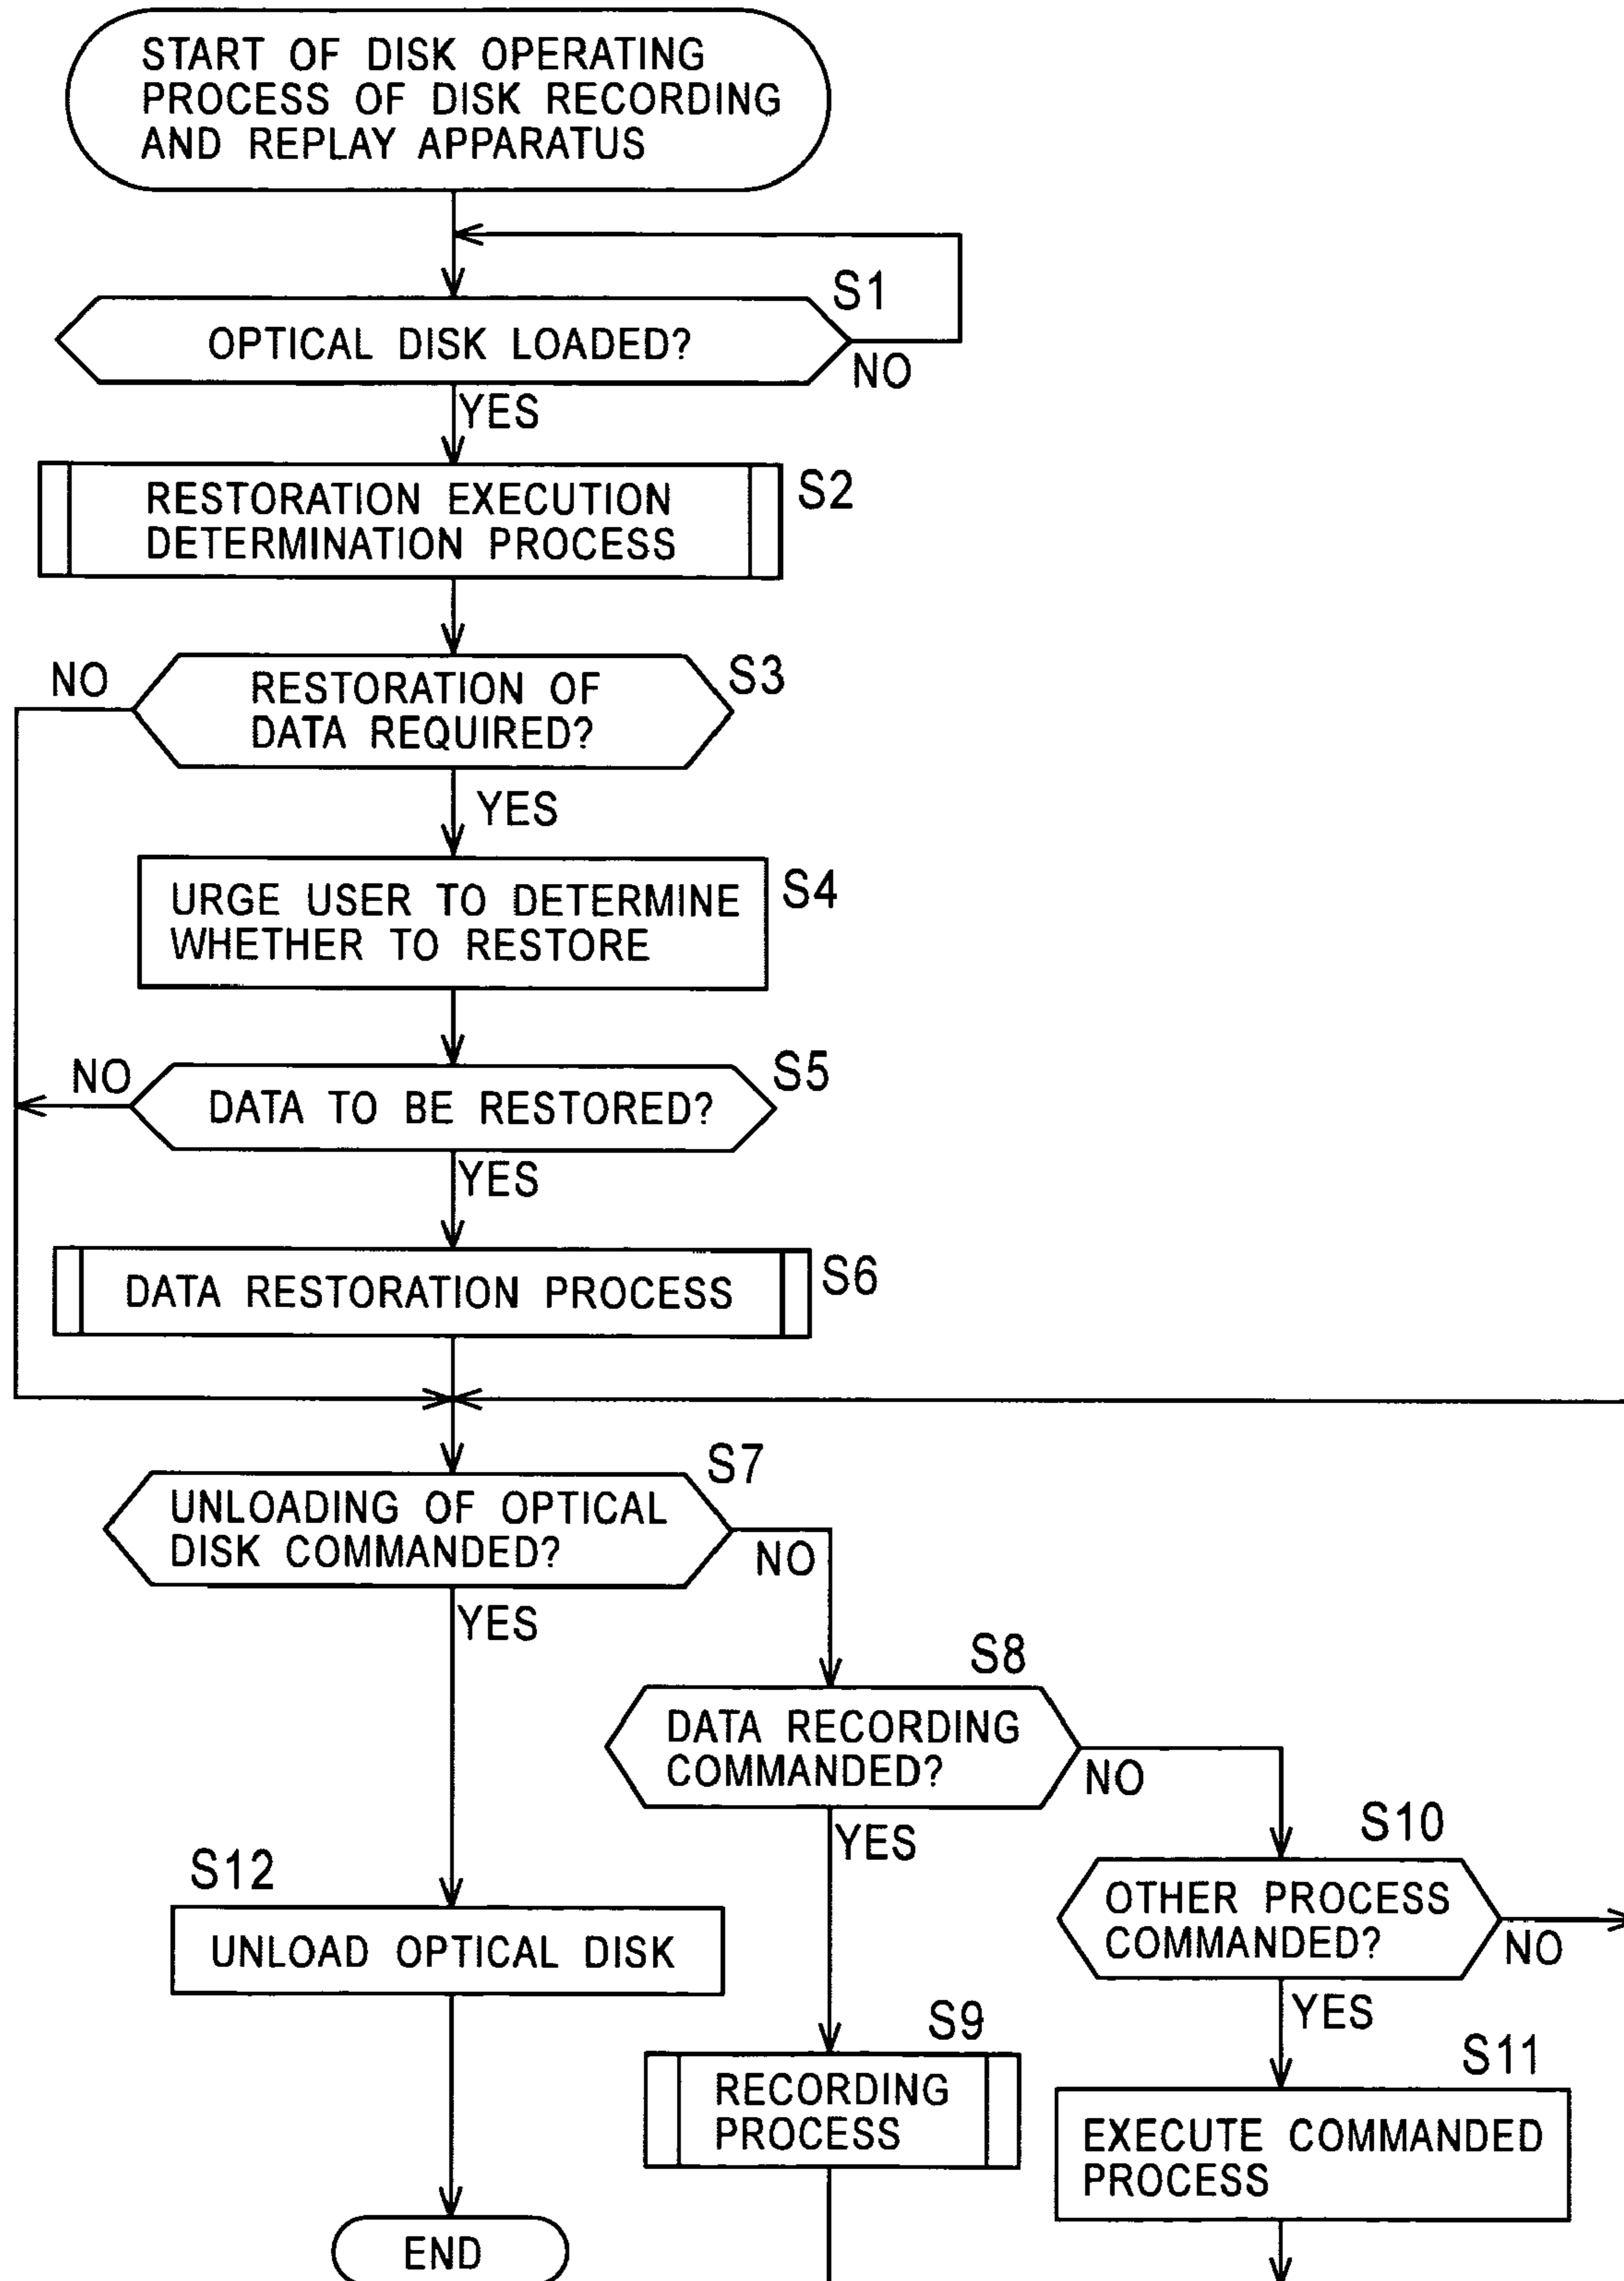 START OF DISK OPERATING
PROCESS OF DISK RECORDING
AND REPLAY APPARATUS
S1
OPTICAL DISK LOADED?
NO
YES
S2
RESTORATION EXECUTION
DETERMINATION PROCESS
NO
S3
RESTORATION OF
DATA REQUIRED?
YES
S4
URGE USER TO DETERMINE
WHETHER TO RESTORE
NO
S5
DATA TO BE RESTORED?
YES
S6
DATA RESTORATION PROCESS
S7
UNLOADING OF OPTICAL
DISK COMMANDED?
NO
YES
S8
DATA RECORDING
COMMANDED?
NO
YES
S10
OTHER PROCESS
COMMANDED?
NO
YES
S12
UNLOAD OPTICAL DISK
S9
RECORDING
PROCESS
S11
EXECUTE COMMANDED
PROCESS
END